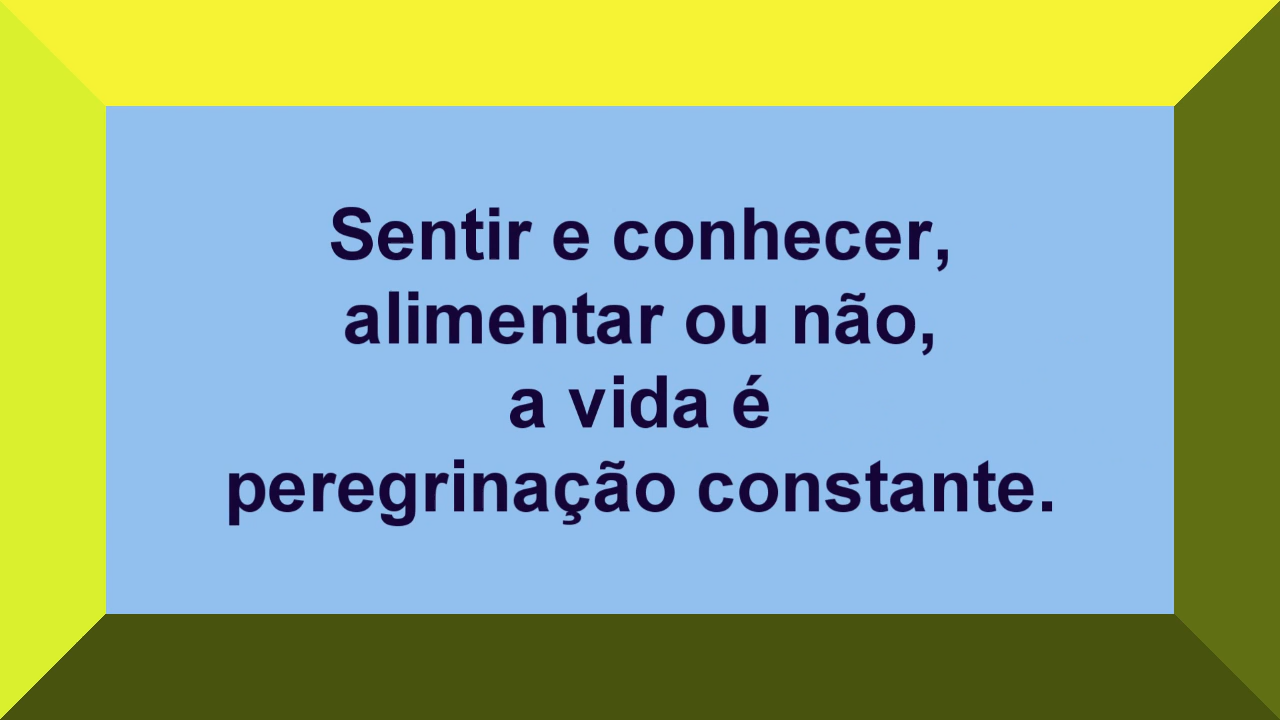 Sentir e conhecer,
alimentar ou não,
a vida é
peregrinação constante.